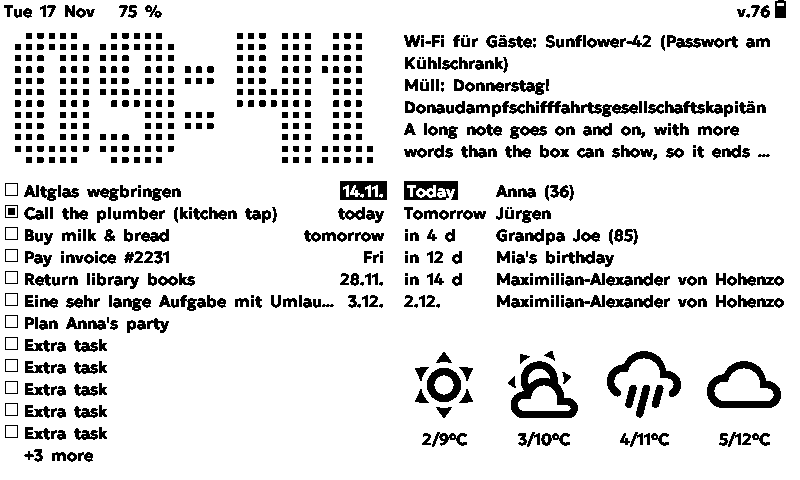 Tue 17 Nov 75 %
v.76
09:41
Wi-Fi für Gäste: Sunflower-42 (Passwort am
Kühlschrank)
Müll: Donnerstag!
Donaudampfschifffahrtsgesellschaftskapitän
A long note goes on and on, with more
words than the box can show, so it ends ...
Altglas wegbringen 14.11.
Call the plumber (kitchen tap) today
Buy milk & bread tomorrow
Pay invoice #2231 Fri
Return library books 28.11.
Eine sehr lange Aufgabe mit Umlau... 3.12.
Plan Anna's party
Extra task
Extra task
Extra task
Extra task
Extra task
+3 more
Today Anna (36)
Tomorrow Jürgen
in 4 d Grandpa Joe (85)
in 12 d Mia's birthday
in 14 d Maximilian-Alexander von Hohenzo
2.12. Maximilian-Alexander von Hohenzo
2/9°C 3/10°C 4/11°C 5/12°C